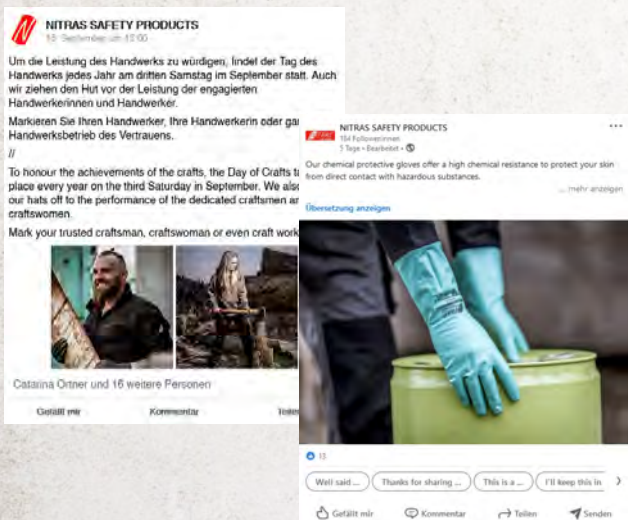 NITRAS SAFETY PRODUCTS
18. September um 12:00
Um die Leistung des Handwerks zu würdigen, findet der Tag des
Handwerks jedes Jahr am dritten Samstag im September statt. Auch
wir ziehen den Hut vor der Leistung der engagierten
Handwerkerinnen und Handwerker.
Markieren Sie Ihren Handwerker, Ihre Handwerkerin oder
Handwerksbetrieb des Vertrauens.
//
To honour the achievements of the crafts, the Day of Crafts
place every year on the third Saturday in September. We also
our hats off to the performance of the dedicated craftsmen
craftswomen.
Mark your trusted craftsman, craftswoman or even craft
Catarina Ortner und 16 weitere Personen
Gefällt mir
Kommentar
NITRAS SAFETY PRODUCTS
104 Follower:innen
5 Tage • Bearbeitet •
Our chemical protective gloves offer a high chemical resistance to protect your skin
from direct contact with hazardous substances.
... mehr anzeigen
Übersetzung anzeigen
13
Well said ...
Thanks for sharing ...
This is a ...
I'll keep this in
Gefällt mir
Kommentar
Teilen
Senden